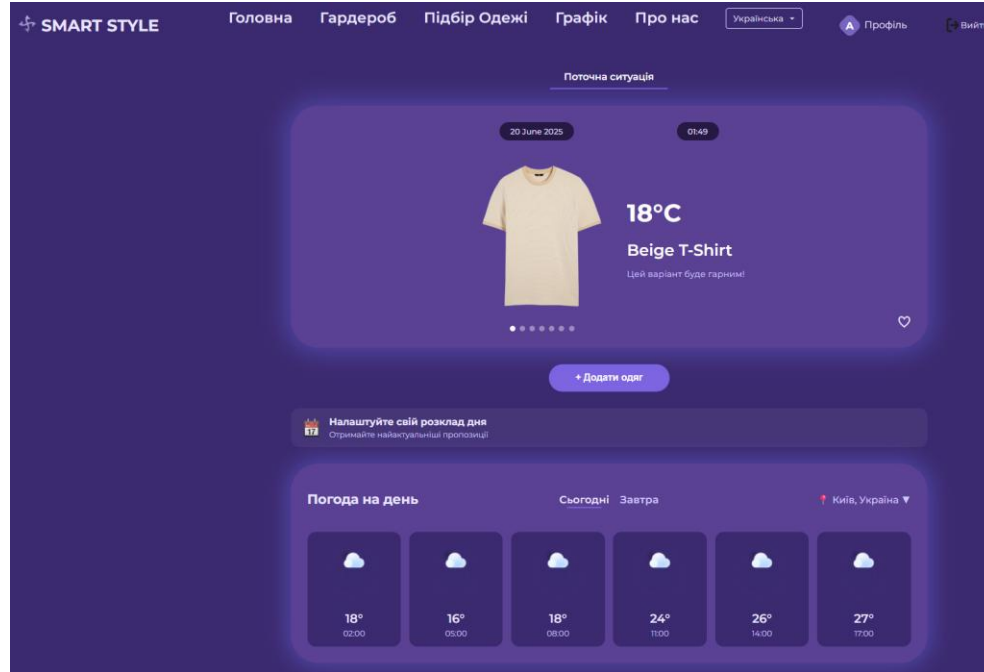 SMART STYLE
Головна Гардероб Підбір Одежі Графік Про нас Українська A Профіль
Поточна ситуація
20 June 2025 01:49
18°C
Beige T-Shirt
Цей варіант буде гарним!
+ Додати одяг
17
Налаштуйте свій розклад дня
Отримайте найактуальніші пропозиції
Погода на день Сьогодні Завтра Київ, Україна ▼
18° 16° 18° 24° 26° 27°
02:00 05:00 08:00 11:00 14:00 17:00